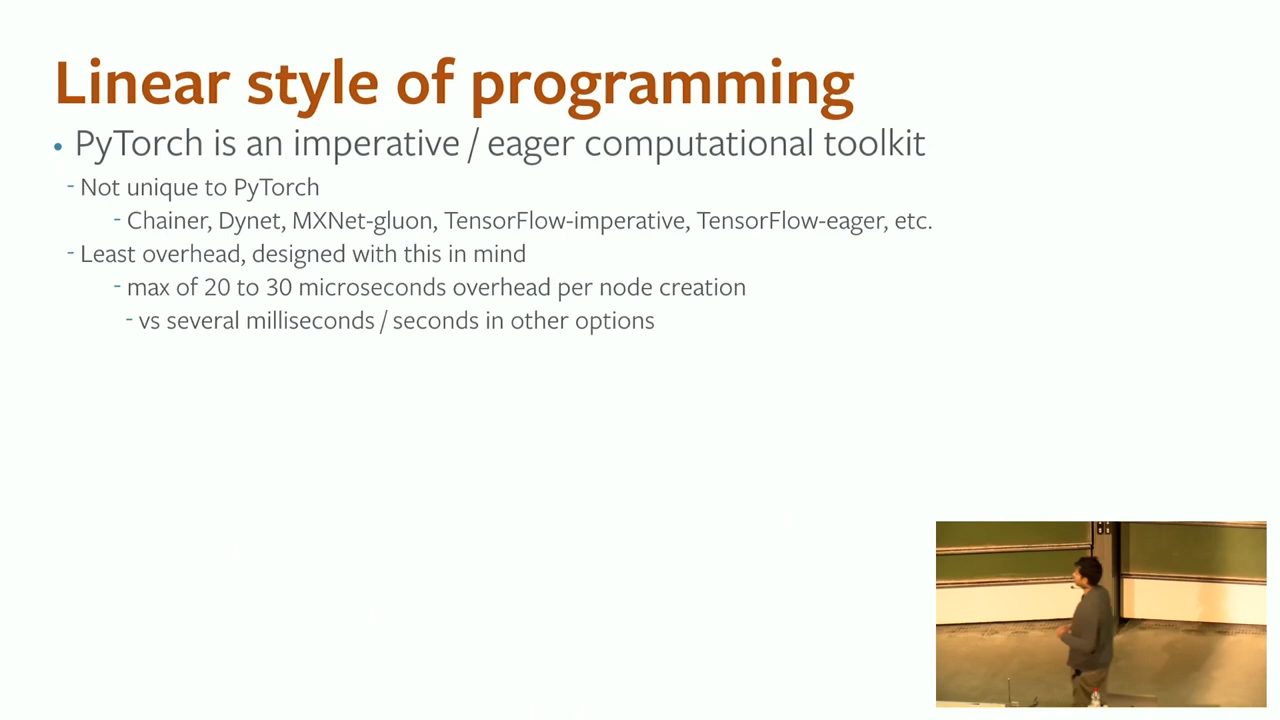 Linear style of programming
• PyTorch is an imperative / eager computational toolkit
- Not unique to PyTorch
- Chainer, Dynet, MXNet-gluon, TensorFlow-imperative, TensorFlow-eager, etc.
- Least overhead, designed with this in mind
- max of 20 to 30 microseconds overhead per node creation
- vs several milliseconds / seconds in other options